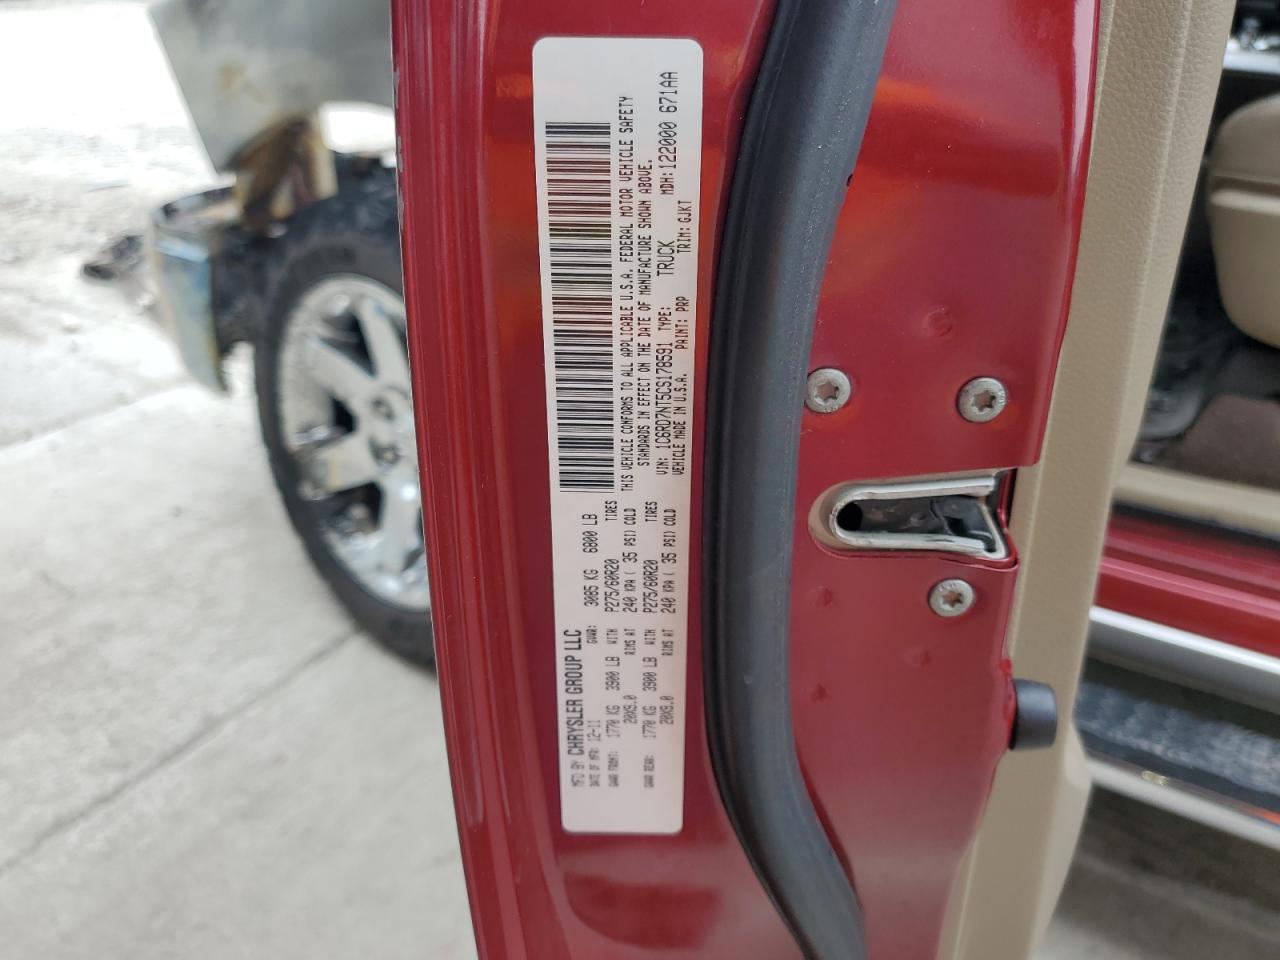 MFD BY CHRYSLER GROUP LLC
DATE OF MFR: 12-11 GVWR: 3085 KG 6800 LB
GAWR FRONT: 1770 KG 3900 LB WITH P275/60R20 TIRES
20X9.0 RIMS AT 240 KPA ( 35 PSI) COLD
GAWR REAR: 1770 KG 3900 LB WITH P275/60R20 TIRES
20X9.0 RIMS AT 240 KPA ( 35 PSI) COLD
THIS VEHICLE CONFORMS TO ALL APPLICABLE U.S.A. FEDERAL MOTOR VEHICLE SAFETY
STANDARDS IN EFFECT ON THE DATE OF MANUFACTURE SHOWN ABOVE.
VIN: 1C6RD7NT5CS178591 TYPE: TRUCK MDH: 122000 671AA
VEHICLE MADE IN U.S.A. PAINT: PRP TRIM: GJKT